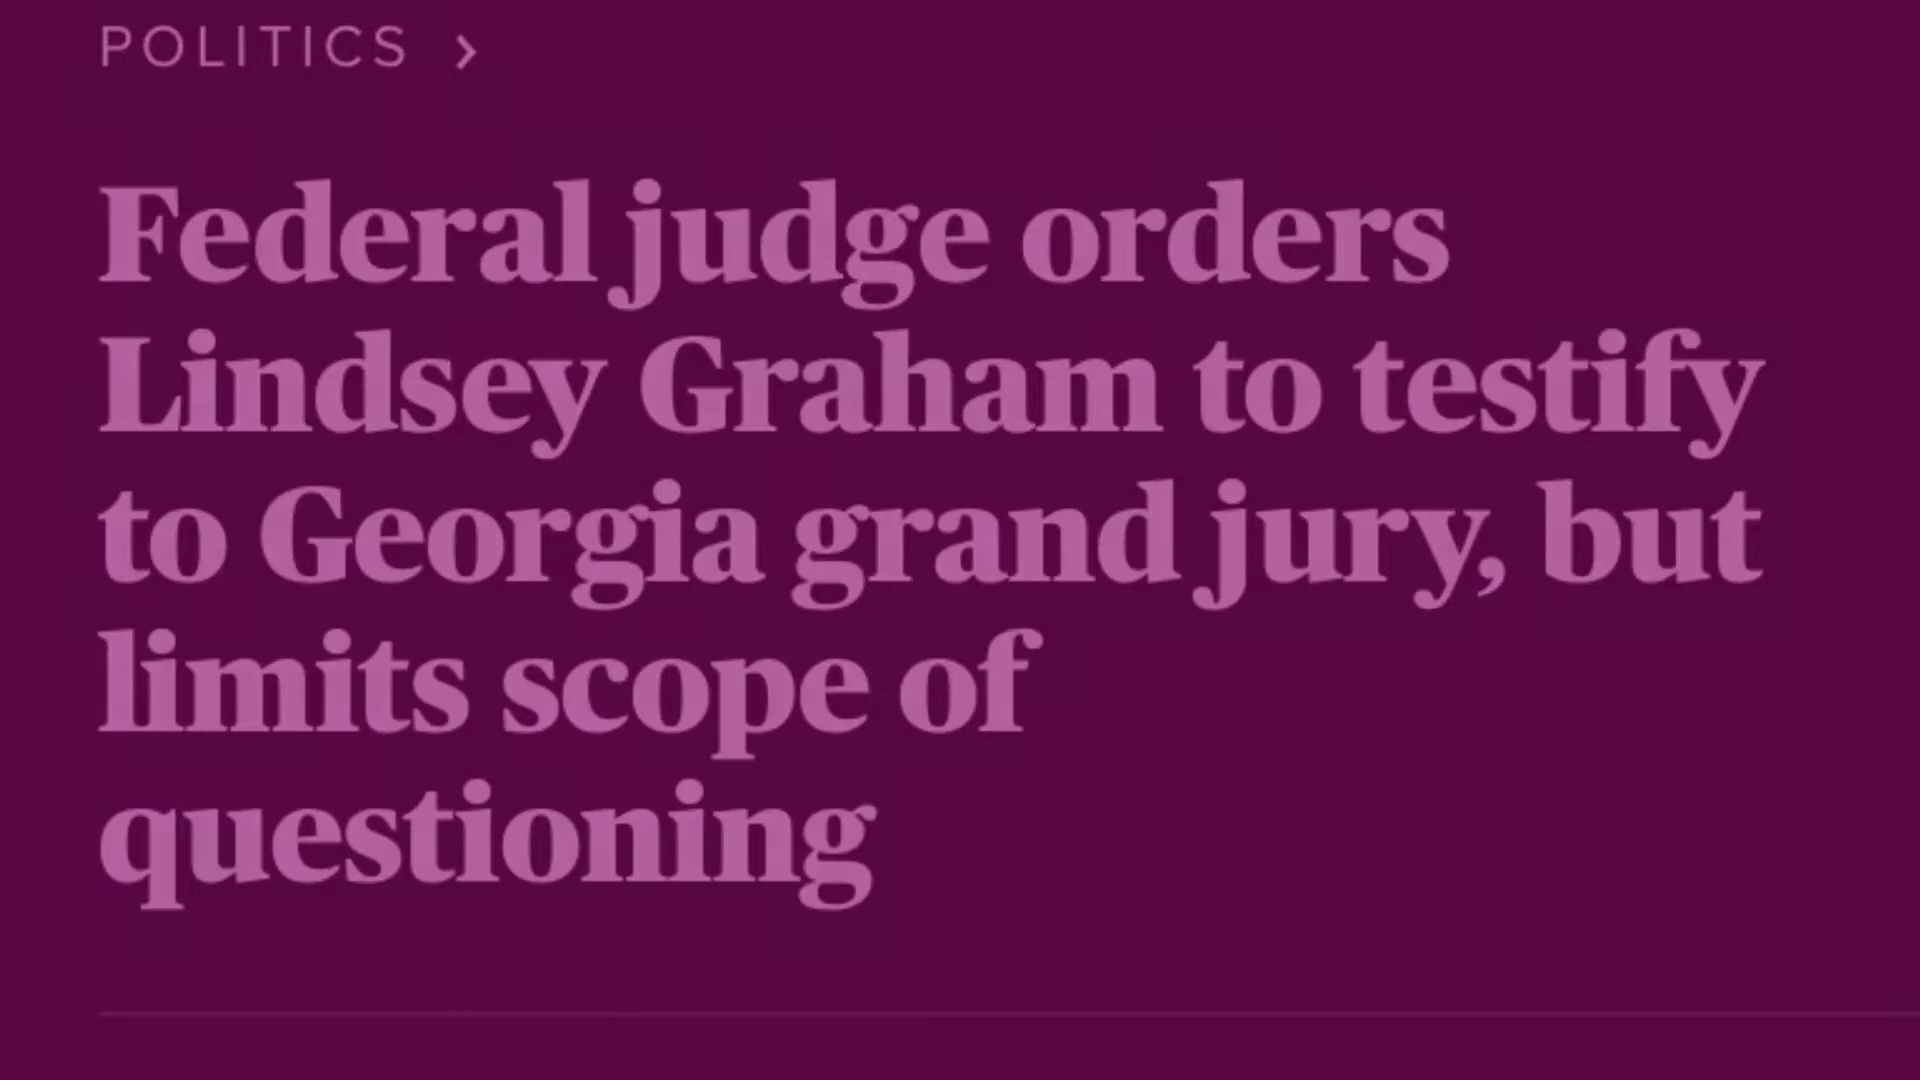 POLITICS >
Federal judge orders
Lindsey Graham to testify
to Georgia grand jury, but
limits scope of
questioning